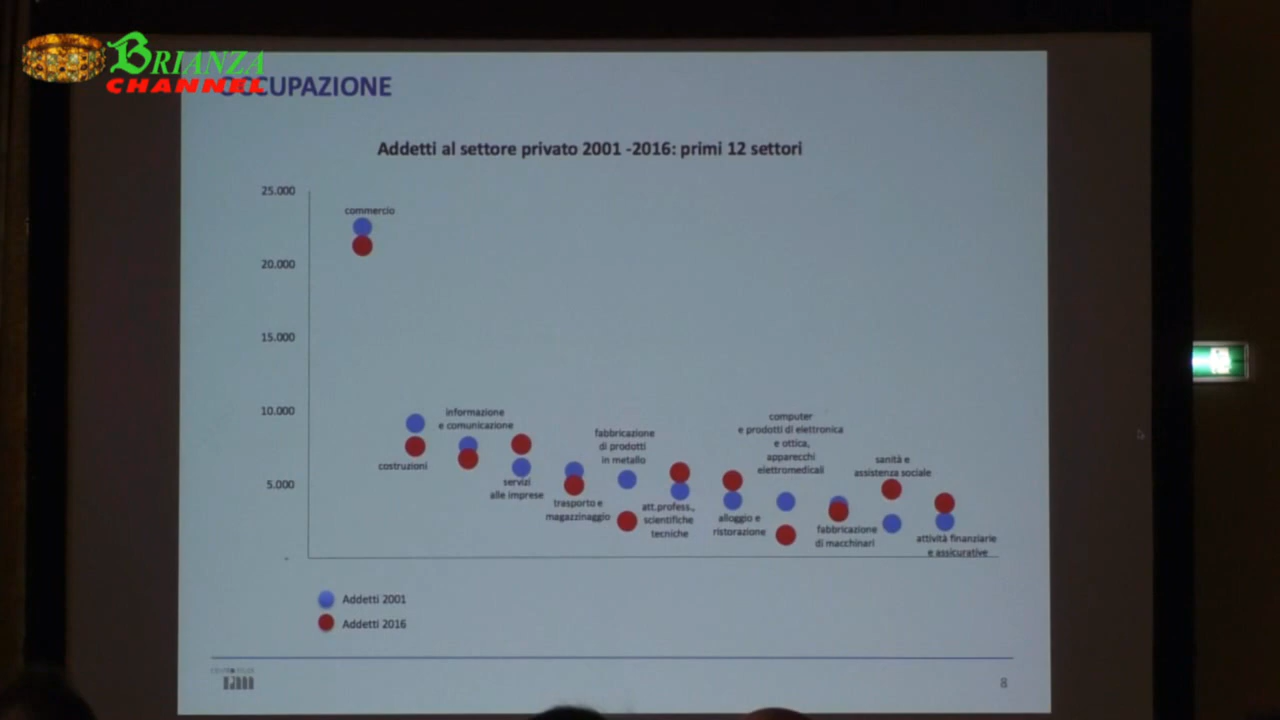 BRIANZA
CHANNEL
OCCUPAZIONE
Addetti al settore privato 2001 -2016: primi 12 settori
25.000
20.000
15.000
10.000
5.000
-
commercio
costruzioni
informazione
e comunicazione
servizi
alle imprese
trasporto e
magazzinaggio
fabbricazione
di prodotti
in metallo
att.profess.,
scientifiche
tecniche
alloggio e
ristorazione
computer
e prodotti di elettronica
e ottica,
apparecchi
elettromedicali
fabbricazione
di macchinari
sanità e
assistenza sociale
attività finanziarie
e assicurative
Addetti 2001
Addetti 2016
8